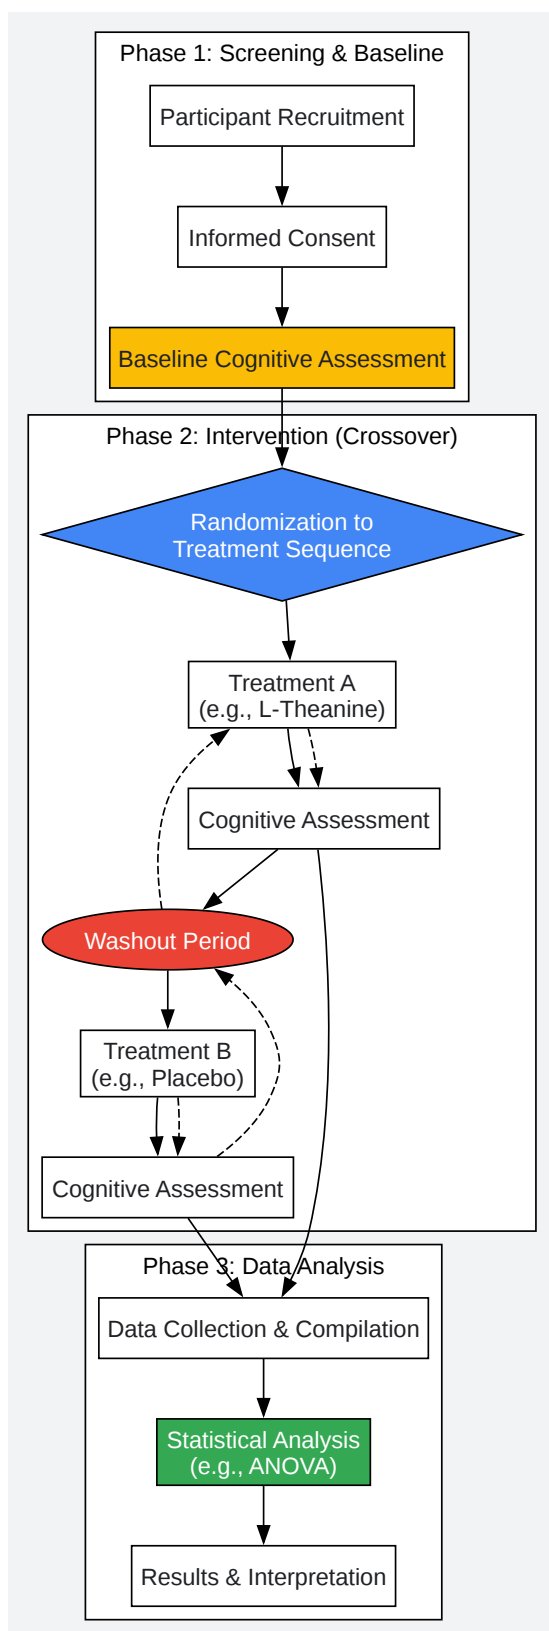 Phase 1: Screening & Baseline
Participant Recruitment
Informed Consent
Baseline Cognitive Assessment
Phase 2: Intervention (Crossover)
Randomization to
Treatment Sequence
Treatment A
(e.g., L-Theanine)
Cognitive Assessment
Washout Period
Treatment B
(e.g., Placebo)
Cognitive Assessment
Phase 3: Data Analysis
Data Collection & Compilation
Statistical Analysis
(e.g., ANOVA)
Results & Interpretation